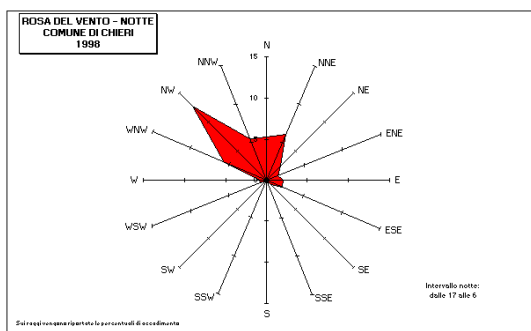 ROSA DEL VENTO - NOTTE
COMUNE DI CHIERI
1998
N
NNW
NNE
15
NW
NE
10
WNW
ENE
5
0
W
E
WSW
ESE
SW
SE
SSW
SSE
S
Intervallo notte:
dalle 17 alle 6
Sui raggi vengono riportate le percentuali di accadimento